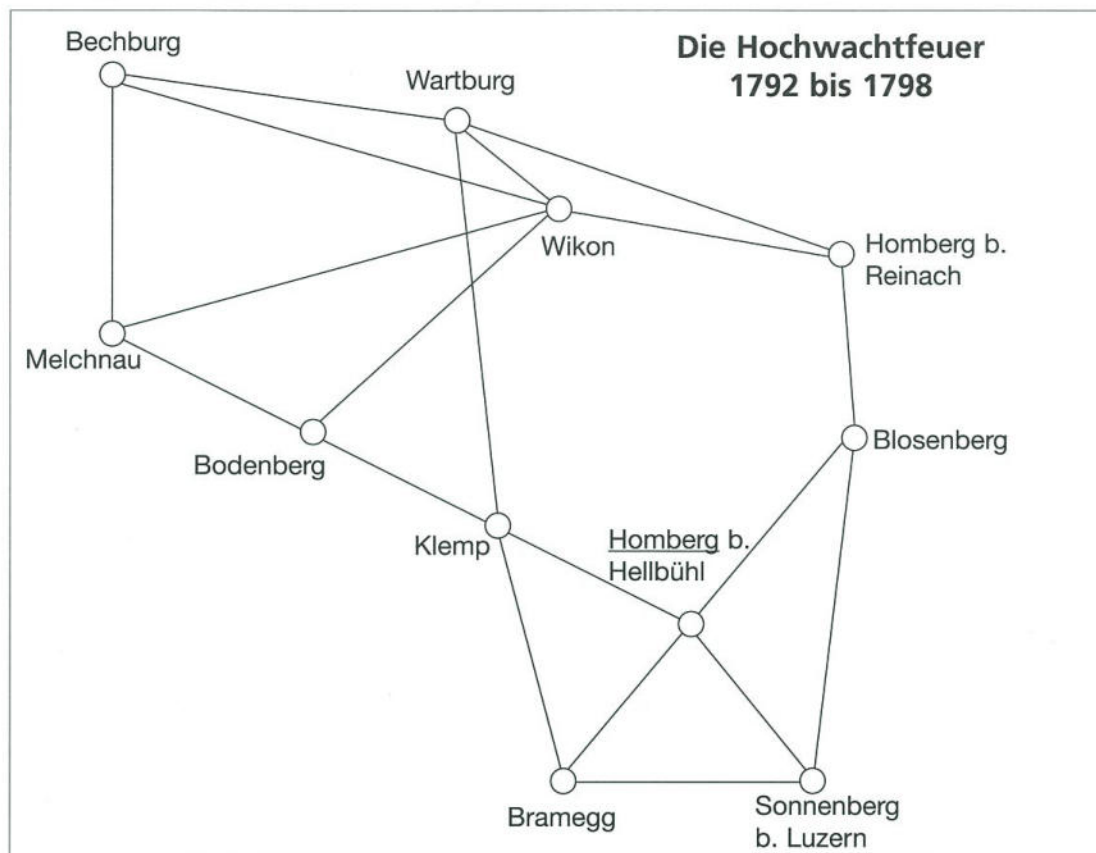 Die Hochwachtfeuer
1792 bis 1798
Bechburg
Wartburg
Wikon
Homberg b.
Reinach
Melchnau
Bodenberg
Blosenberg
Klemp
Homberg b.
Hellbühl
Bramegg
Sonnenberg
b. Luzern